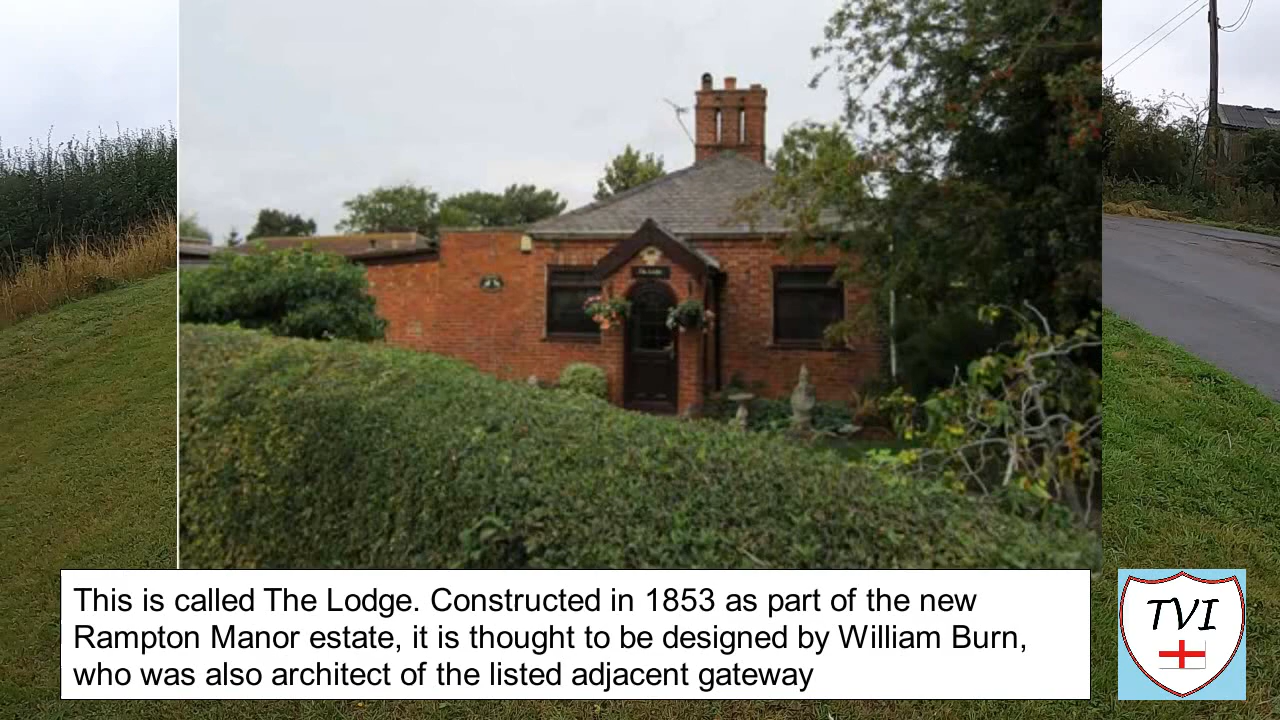 This is called The Lodge. Constructed in 1853 as part of the new
Rampton Manor estate, it is thought to be designed by William Burn,
who was also architect of the listed adjacent gateway
TVI